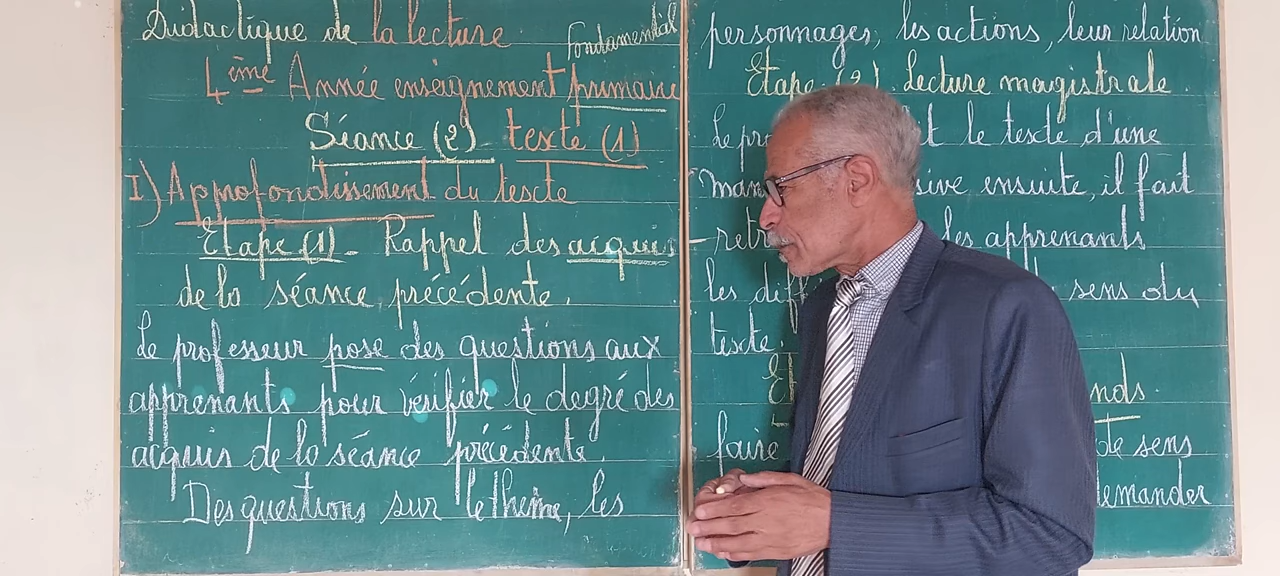 Didactique de la lecture
fondamental
4ème Année enseignement primaire
Séance (2) texte (1)
I) Approfondissement du texte
Etape (1) - Rappel des acquis
de la séance précédente.
Le professeur pose des questions aux
apprenants pour vérifier le degré des
acquis de la séance précédente.
Des questions sur le thème, les
personnages, les actions, leur relation
Etape (2). Lecture magistrale.
Le le texte d'une
ensuite, il fait
les apprenants
les sens du
texte.
faire de sens
demander